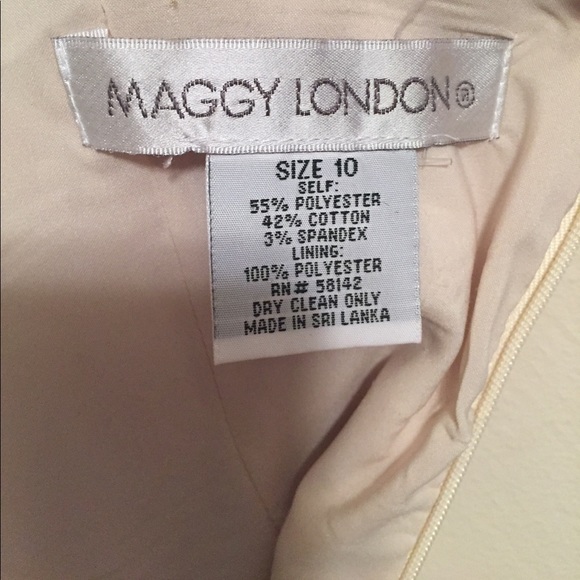 MAGGY LONDON®
SIZE 10
SELF:
55% POLYESTER
42% COTTON
3% SPANDEX
LINING:
100% POLYESTER
RN# 58142
DRY CLEAN ONLY
MADE IN SRI LANKA